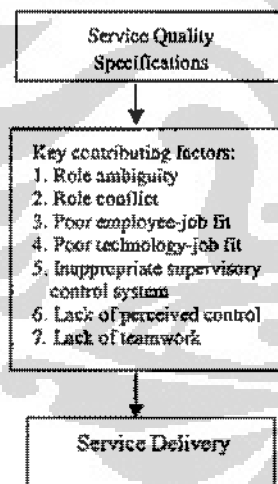 Service Quality
Specifications
Key contributing factors:
1. Role ambiguity
2. Role conflict
3. Poor employee-job fit
4. Poor technology-job fit
5. Inappropriate supervisory
control system
6. Lack of perceived control
7. Lack of teamwork
Service Delivery